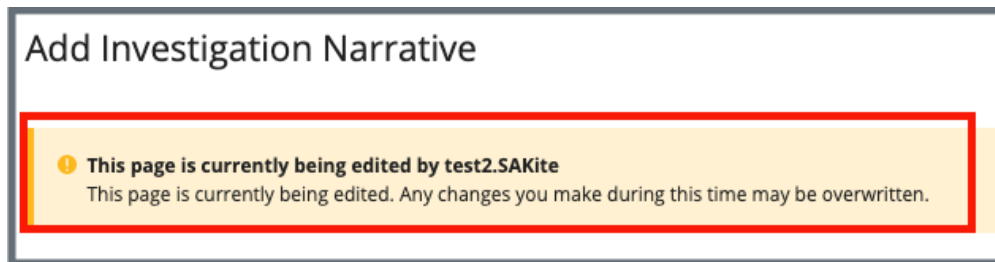 Add Investigation Narrative
This page is currently being edited by test2.SAKite
This page is currently being edited. Any changes you make during this time may be overwritten.